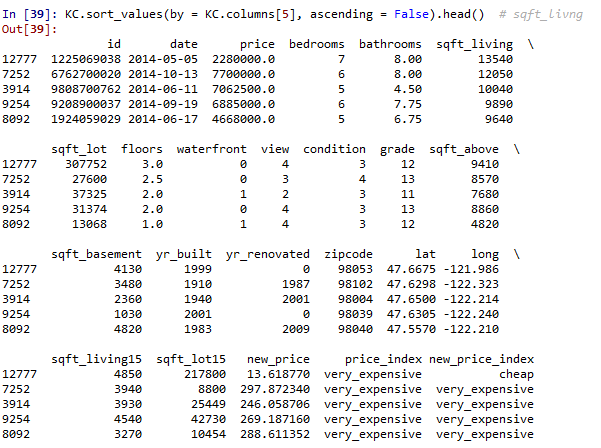 In [39]: KC.sort_values(by = KC.columns[5], ascending = False).head()  # sqft_livng
Out[39]:
               id       date      price  bedrooms  bathrooms  sqft_living  \
12777  1225069038 2014-05-05  2280000.0         7       8.00        13540
7252   6762700020 2014-10-13  7700000.0         6       8.00        12050
3914   9808700762 2014-06-11  7062500.0         5       4.50        10040
9254   9208900037 2014-09-19  6885000.0         6       7.75         9890
8092   1924059029 2014-06-17  4668000.0         5       6.75         9640
       sqft_lot  floors  waterfront  view  condition  grade  sqft_above  \
12777    307752     3.0           0     4          3     12        9410
7252      27600     2.5           0     3          4     13        8570
3914      37325     2.0           1     2          3     11        7680
9254      31374     2.0           0     4          3     13        8860
8092      13068     1.0           1     4          3     12        4820
       sqft_basement  yr_built  yr_renovated  zipcode      lat     long  \
12777           4130      1999             0    98053  47.6675 -121.986
7252            3480      1910          1987    98102  47.6298 -122.323
3914            2360      1940          2001    98004  47.6500 -122.214
9254            1030      2001             0    98039  47.6305 -122.240
8092            4820      1983          2009    98040  47.5570 -122.210
       sqft_living15  sqft_lot15   new_price     price_index new_price_index
12777           4850      217800   13.618770  very_expensive           cheap
7252            3940        8800  297.872340  very_expensive  very_expensive
3914            3930       25449  246.058706  very_expensive  very_expensive
9254            4540       42730  269.187160  very_expensive  very_expensive
8092            3270       10454  288.611352  very_expensive  very_expensive